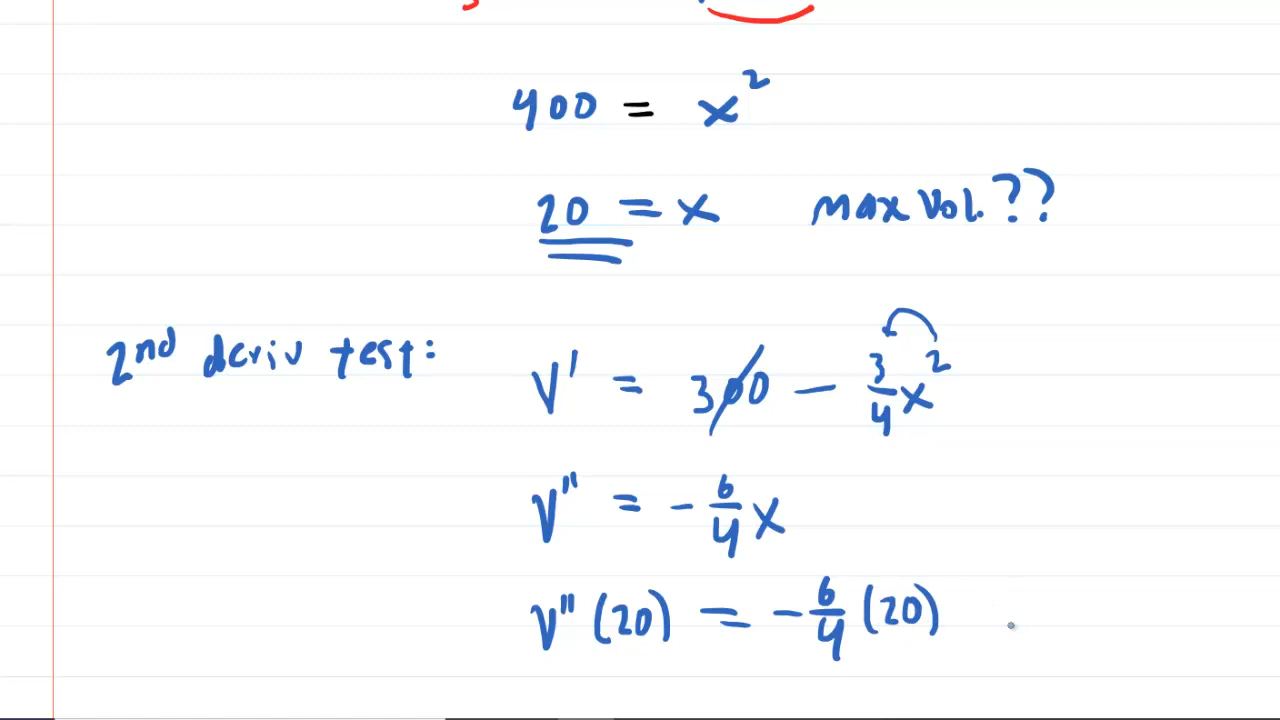 400 = x²
20 = x max vol. ??
2nd deriv test: V' = 300 - 3/4 x²
V'' = - 6/4 x
V'' (20) = - 6/4 (20)